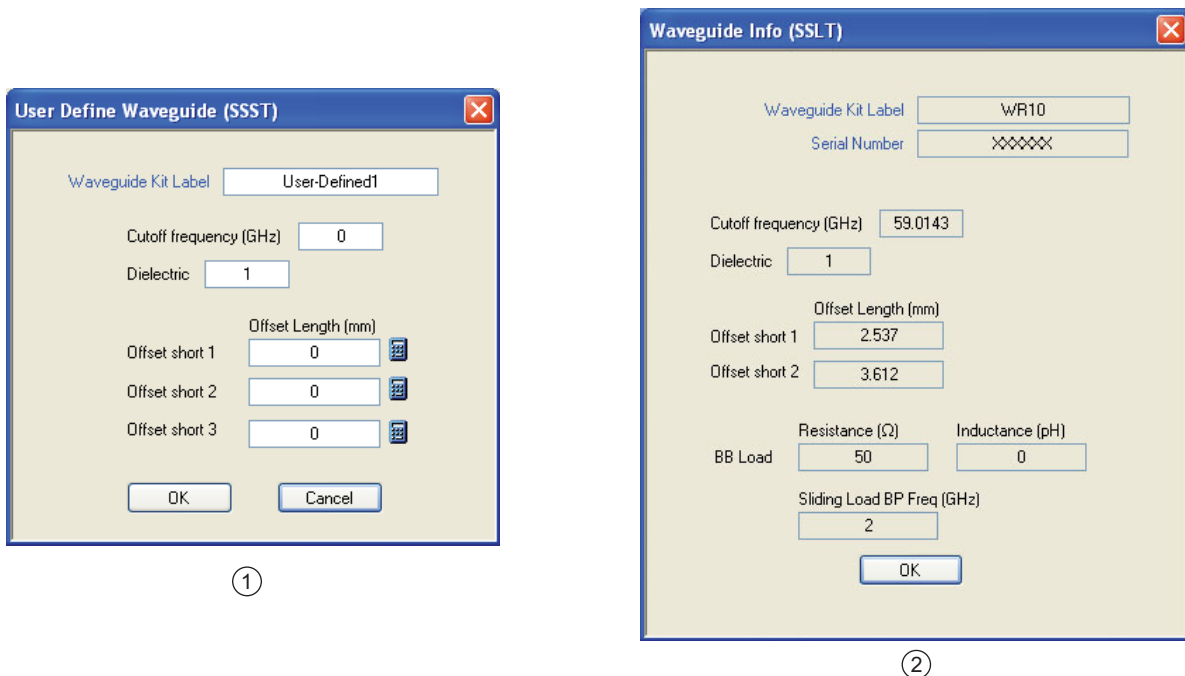 User Define Waveguide (SSST)
Waveguide Kit Label User-Defined1
Cutoff frequency (GHz) 0
Dielectric 1
Offset Length (mm)
Offset short 1 0
Offset short 2 0
Offset short 3 0
OK Cancel
1
Waveguide Info (SSLT)
Waveguide Kit Label WR10
Serial Number XXXXXX
Cutoff frequency (GHz) 59.0143
Dielectric 1
Offset Length (mm)
Offset short 1 2.537
Offset short 2 3.612
Resistance (Ω) Inductance (pH)
BB Load 50 0
Sliding Load BP Freq (GHz)
2
OK
2